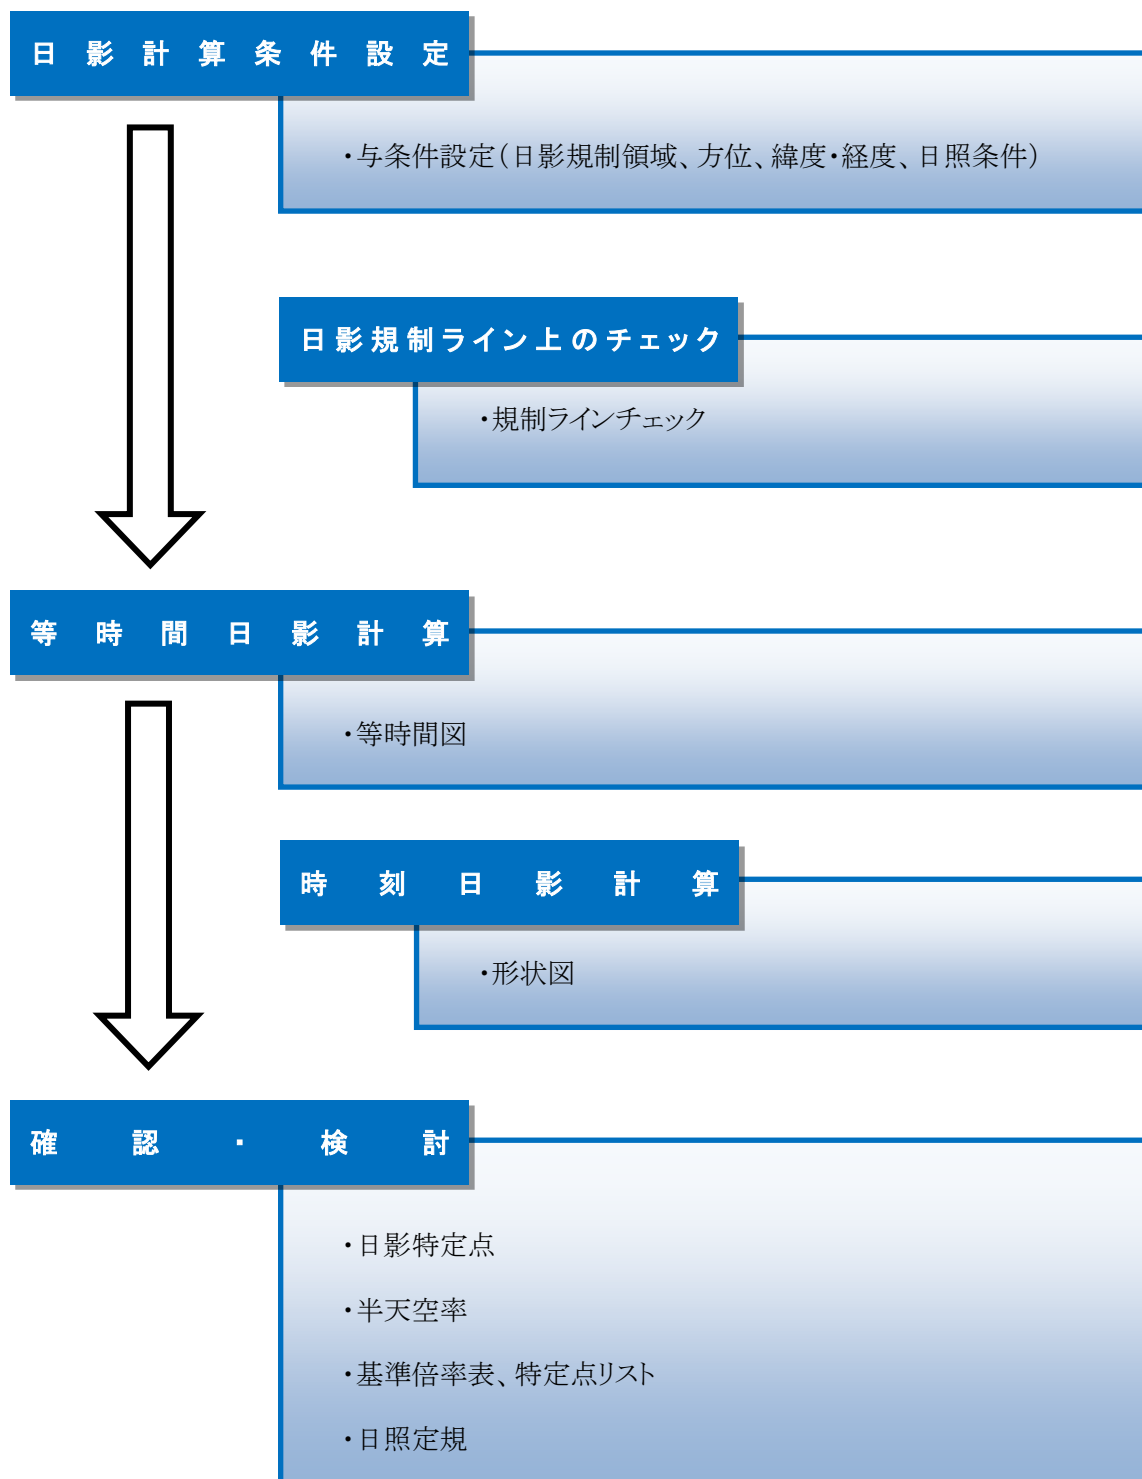 日影計算条件設定
・与条件設定（日影規制領域、方位、緯度・経度、日照条件）
日影規制ライン上のチェック
・規制ラインチェック
等時間日影計算
・等時間図
時刻日影計算
・形状図
確認・検討
・日影特定点
・半天空率
・基準倍率表、特定点リスト
・日照定規